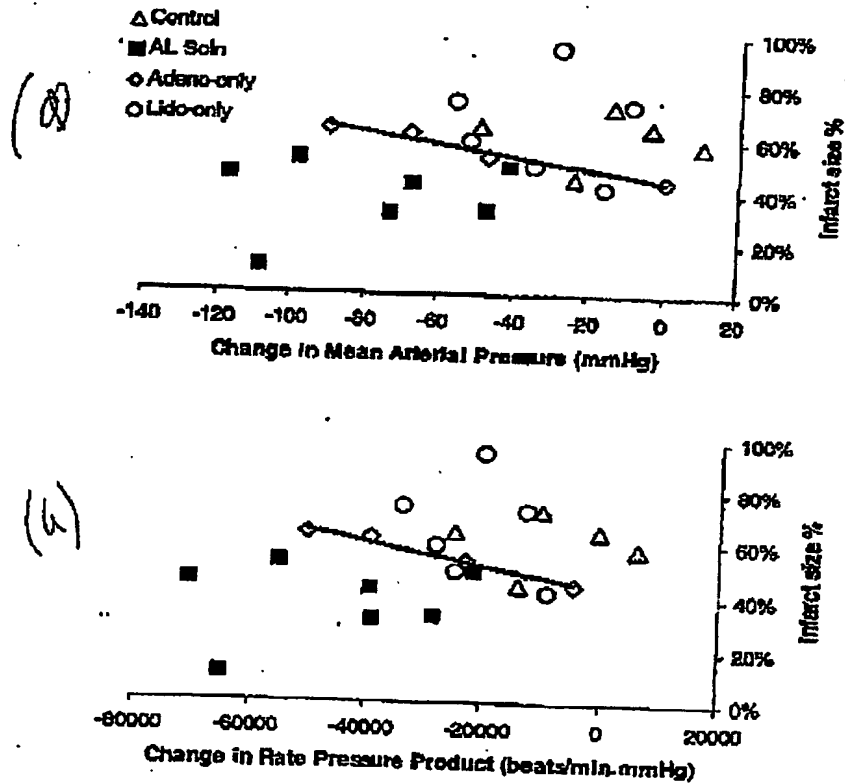 Control
AL Soln
Adeno-only
Lido-only
(a)
100%
80%
60%
40%
20%
0%
Infarct size %
-140 -120 -100 -80 -60 -40 -20 0 20
Change in Mean Arterial Pressure (mmHg)
(b)
100%
80%
60%
40%
20%
0%
Infarct size %
-80000 -60000 -40000 -20000 0 20000
Change in Rate Pressure Product (beats/min.mmHg)